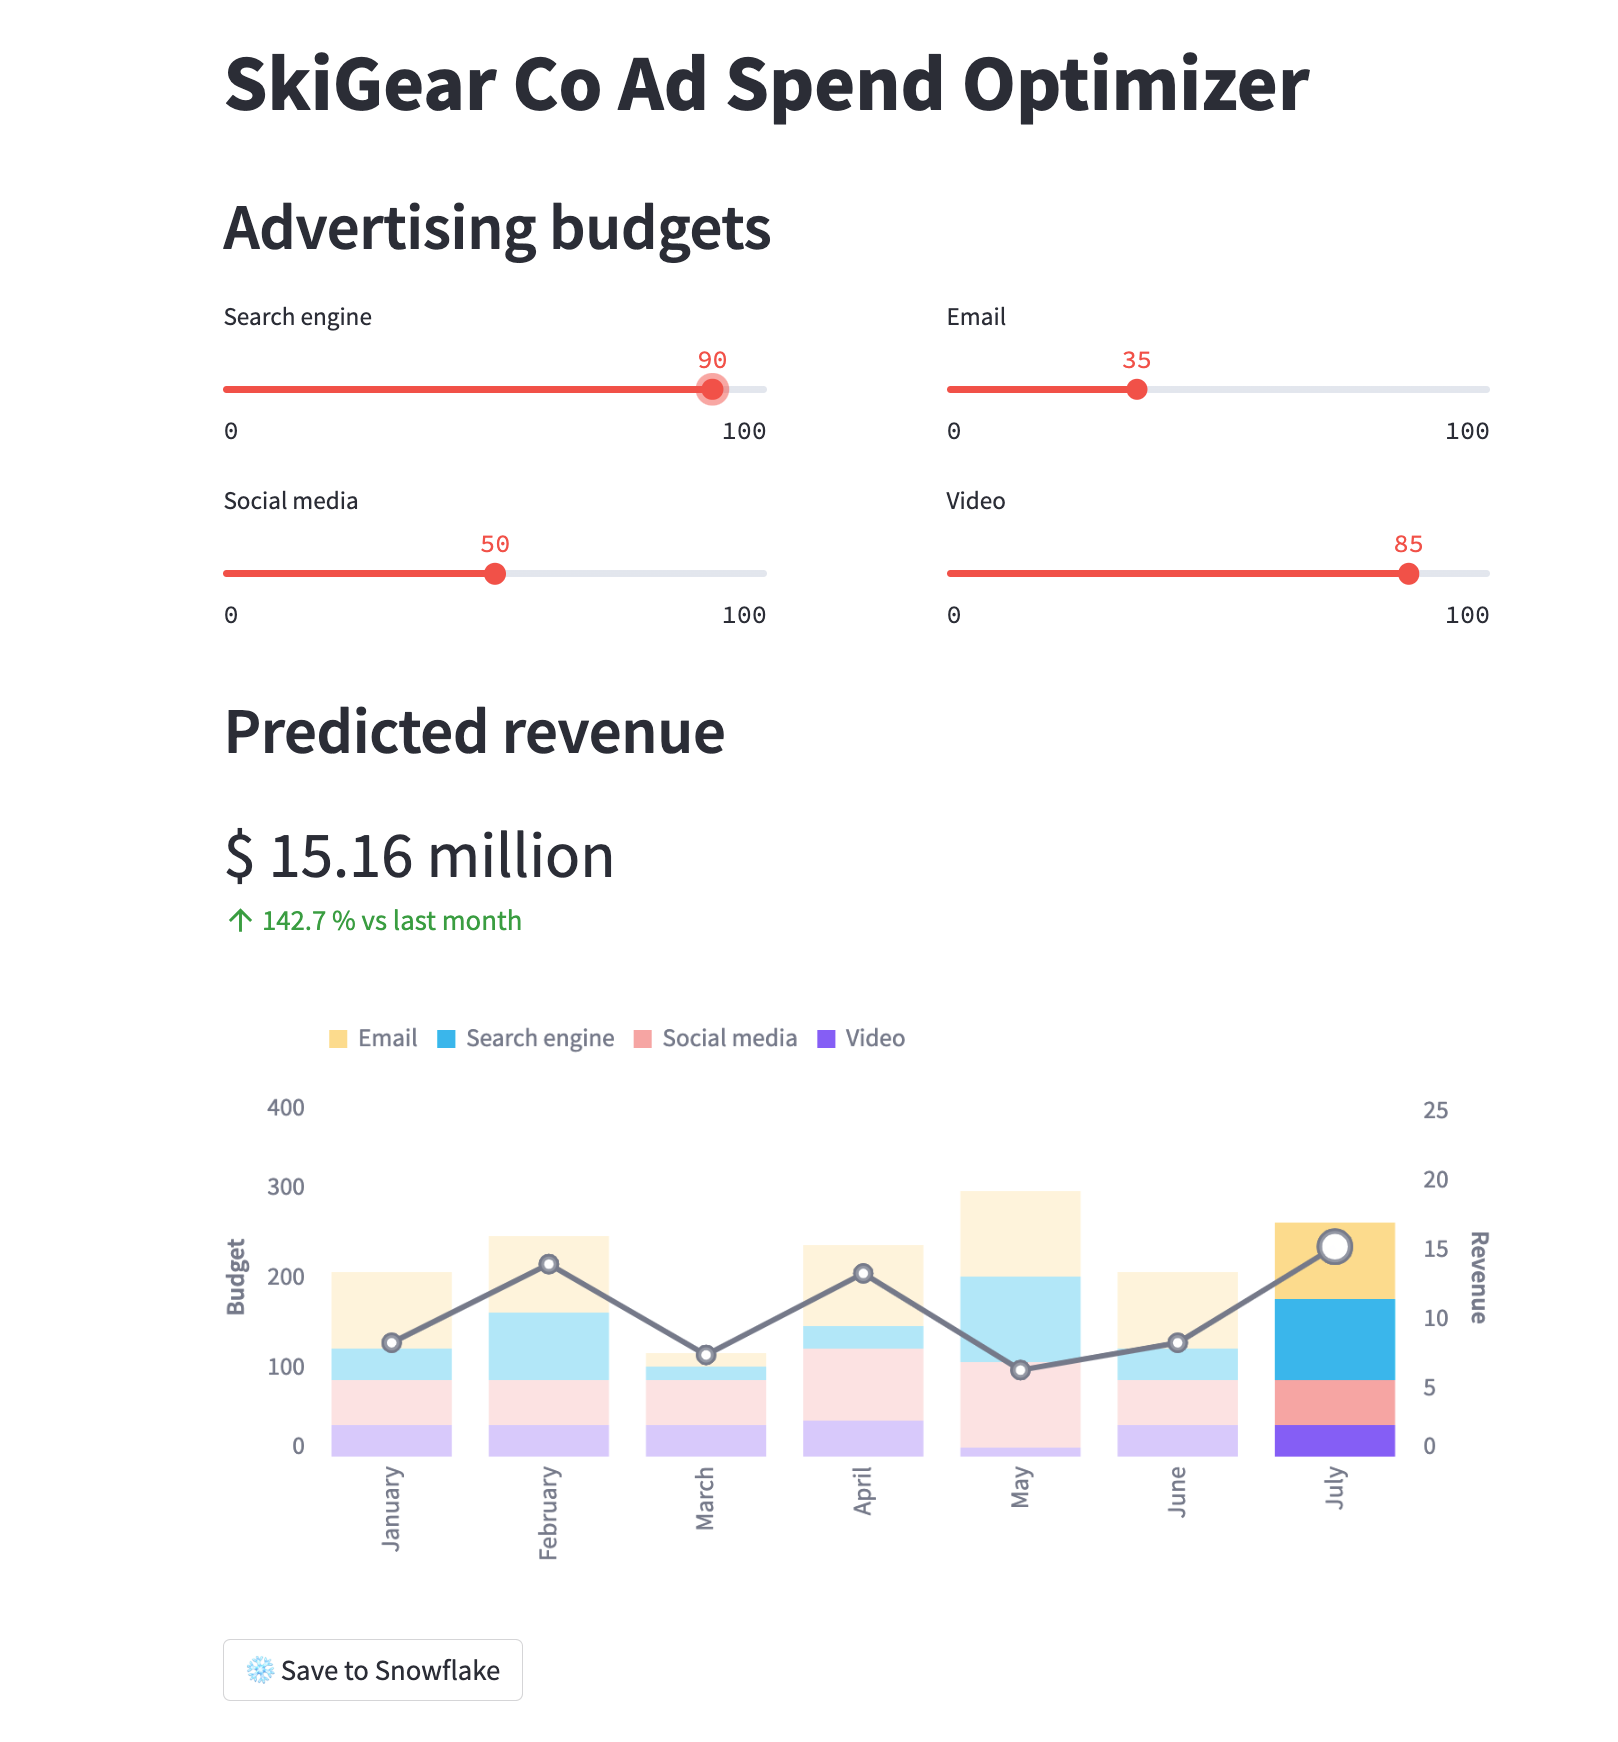 SkiGear Co Ad Spend Optimizer
Advertising budgets
Search engine
90
0 100
Email
35
0 100
Social media
50
0 100
Video
85
0 100
Predicted revenue
$ 15.16 million
↑ 142.7 % vs last month
Email Search engine Social media Video
Budget
400
300
200
100
0
Revenue
25
20
15
10
5
0
January
February
March
April
May
June
July
❄️ Save to Snowflake